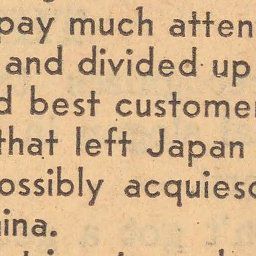 pay much atten
and divided up
d best custome
that left Japan
ossibly acquiesc
ina.